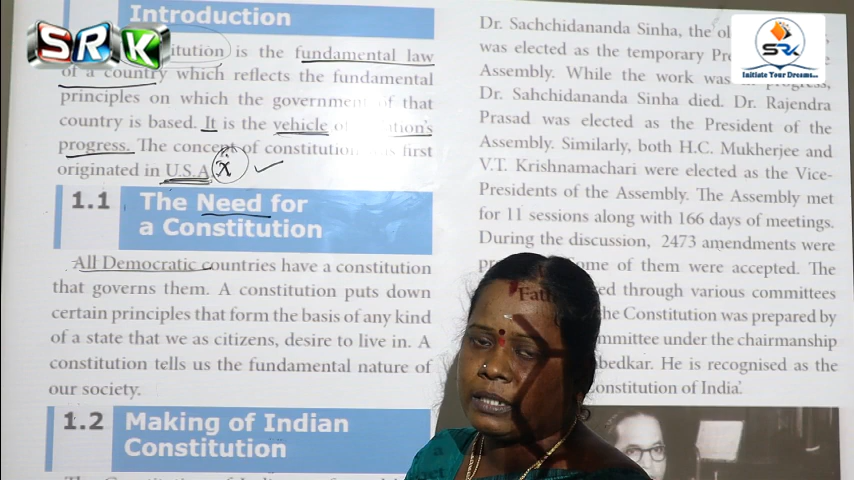 SRK
Introduction
itution is the fundamental law
of a country which reflects the fundamental
principles on which the government of that
country is based. It is the vehicle of tion's
progress. The concept of constitution s first
originated in U.S.A
1.1 The Need for
a Constitution
All Democratic countries have a constitution
that governs them. A constitution puts down
certain principles that form the basis of any kind
of a state that we as citizens, desire to live in. A
constitution tells us the fundamental nature of
our society.
1.2 Making of Indian
Constitution
Dr. Sachchidananda Sinha, the
was elected as the temporary
Assembly. While the work was progress,
Dr. Sahchidananda Sinha died. Dr. Rajendra
Prasad was elected as the President of the
Assembly. Similarly, both H.C. Mukherjee and
V.T. Krishnamachari were elected as the Vice-
Presidents of the Assembly. The Assembly met
for 11 sessions along with 166 days of meetings.
During the discussion, 2473 amendments were
ome of them were accepted. The
ed through various committees
he Constitution was prepared by
mmittee under the chairmanship
bedkar. He is recognised as the
Fath
onstitution of India'.
SRK
Initiate Your Dreams...